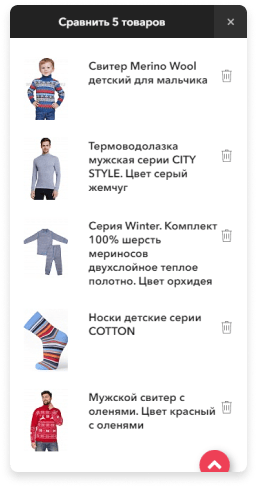 Сравнить 5 товаров
Свитер Merino Wool
детский для мальчика
Термоводолазка
мужская серии CITY
STYLE. Цвет серый
жемчуг
Серия Winter. Комплект
100% шерсть
мериносов
двухслойное теплое
полотно. Цвет орхидея
Носки детские серии
COTTON
Мужской свитер с
оленями. Цвет красный
с оленями